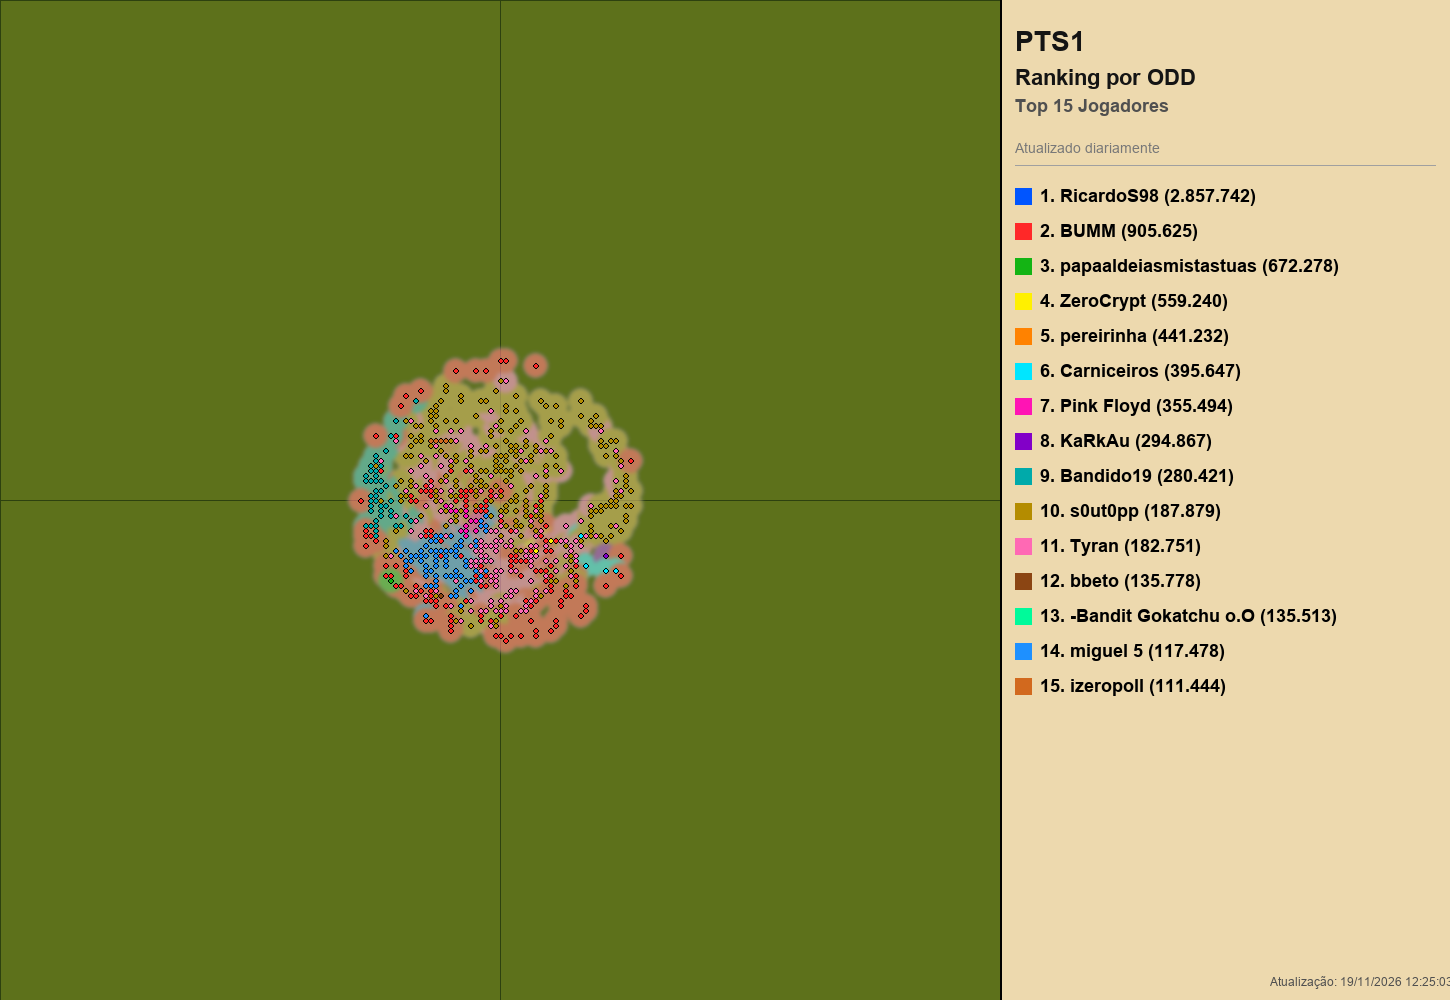 PTS1
Ranking por ODD
Top 15 Jogadores
Atualizado diariamente
1. RicardoS98 (2.857.742)
2. BUMM (905.625)
3. papaaldeiasmistastuas (672.278)
4. ZeroCrypt (559.240)
5. pereirinha (441.232)
6. Carniceiros (395.647)
7. Pink Floyd (355.494)
8. KaRkAu (294.867)
9. Bandido19 (280.421)
10. s0ut0pp (187.879)
11. Tyran (182.751)
12. bbeto (135.778)
13. -Bandit Gokatchu o.O (135.513)
14. miguel 5 (117.478)
15. izeropoll (111.444)
Atualização: 19/11/2026 12:25:03